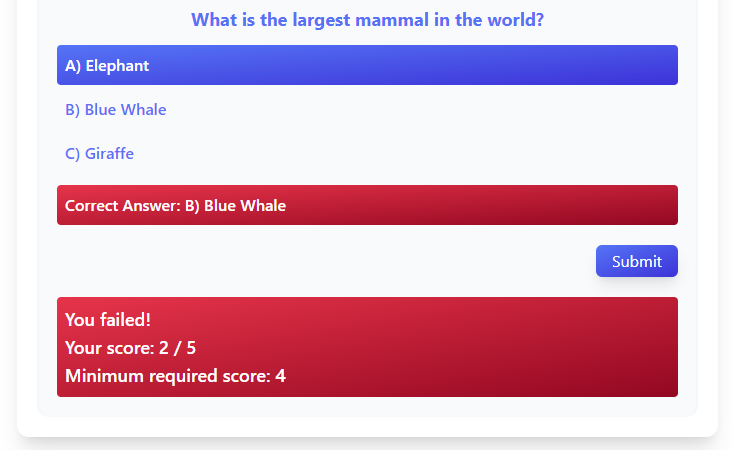 What is the largest mammal in the world?
A) Elephant
B) Blue Whale
C) Giraffe
Correct Answer: B) Blue Whale
Submit
You failed!
Your score: 2 / 5
Minimum required score: 4